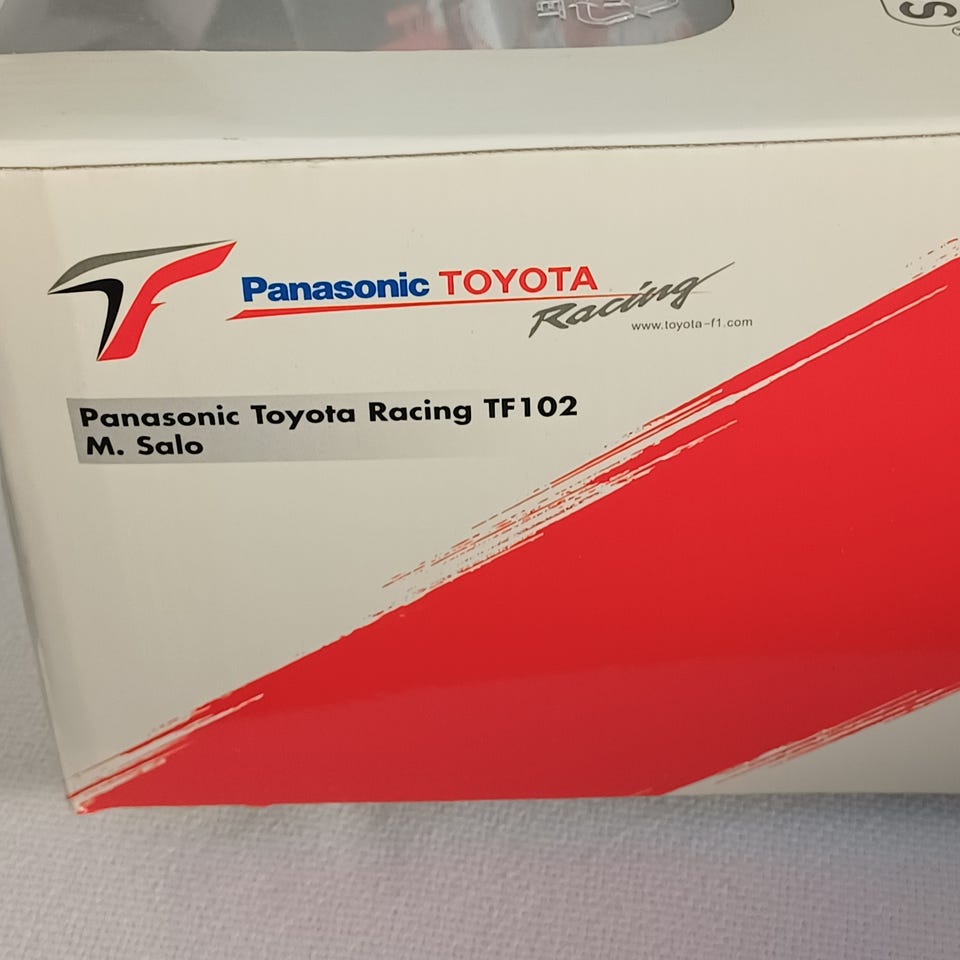 Panasonic TOYOTA
Racing
www.toyota-f1.com
Panasonic Toyota Racing TF102
M. Salo